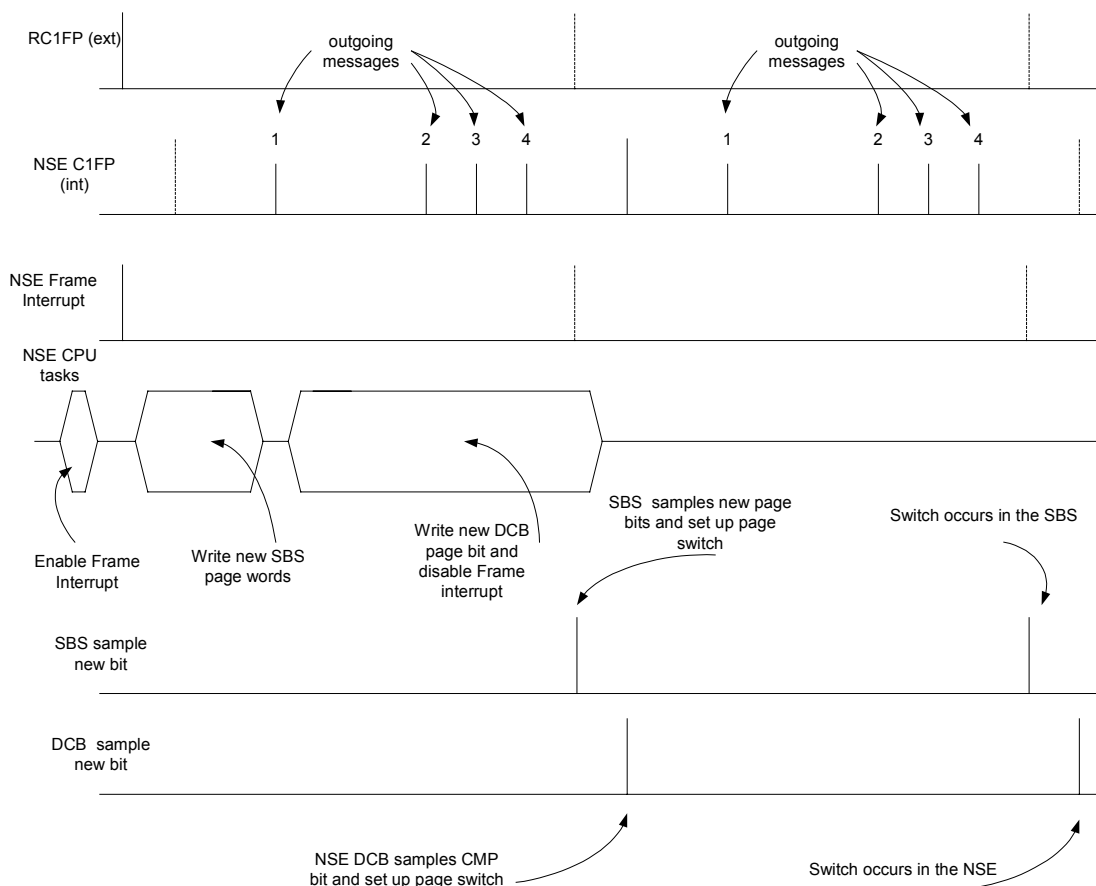 RC1FP (ext)
outgoing
messages
outgoing
messages
1
2
3
4
1
2
3
4
NSE C1FP
(int)
NSE Frame
Interrupt
NSE CPU
tasks
Enable Frame
Interrupt
Write new SBS
page words
Write new DCB
page bit and
disable Frame
interrupt
SBS samples new page
bits and set up page
switch
Switch occurs in the SBS
SBS sample
new bit
DCB sample
new bit
NSE DCB samples CMP
bit and set up page switch
Switch occurs in the NSE